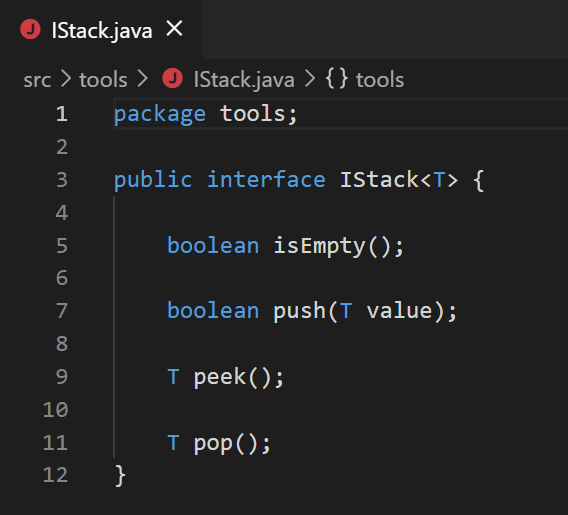 IStack.java
src > tools > IStack.java > {} tools
1 package tools;
2
3 public interface IStack<T> {
4
5     boolean isEmpty();
6
7     boolean push(T value);
8
9     T peek();
10
11     T pop();
12 }